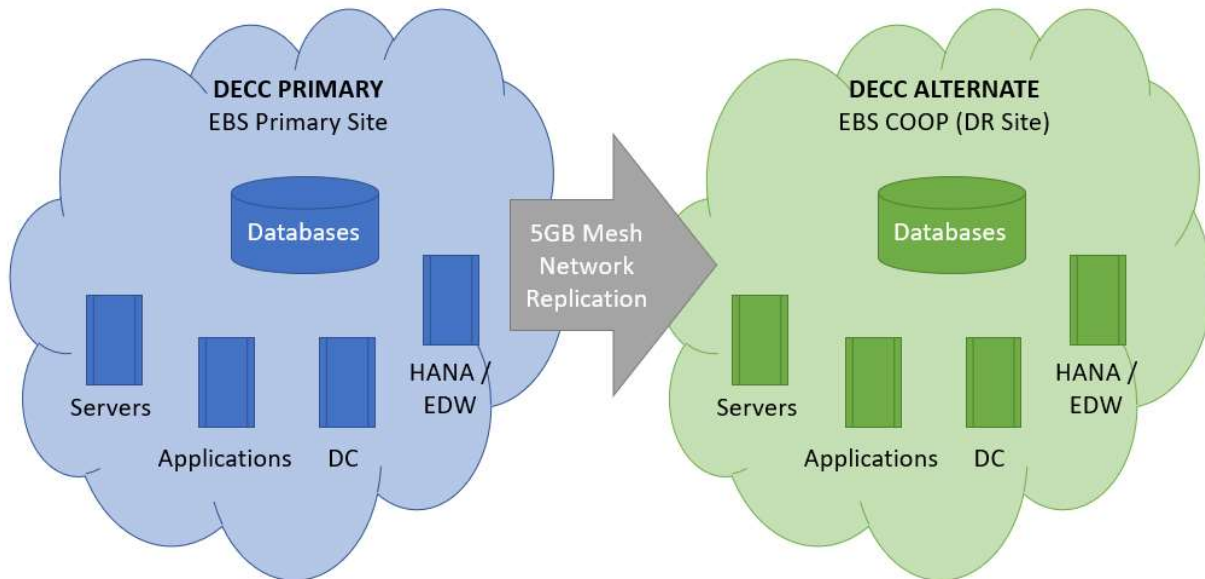 DECC PRIMARY
EBS Primary Site
Databases
Servers
Applications
DC
HANA /
EDW
5GB Mesh
Network
Replication
DECC ALTERNATE
EBS COOP (DR Site)
Databases
Servers
Applications
DC
HANA /
EDW